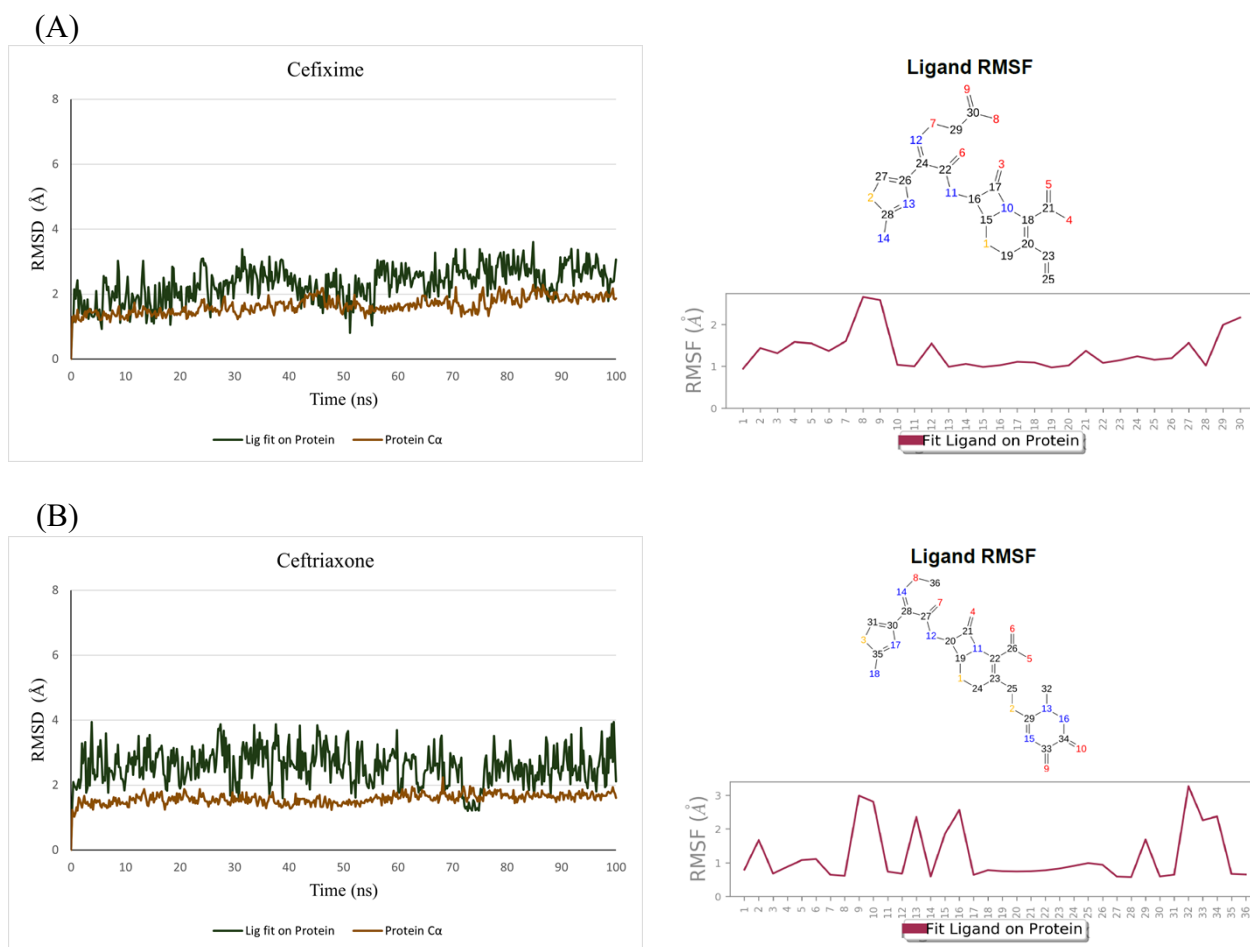 (A)
Cefixime
RMSD (Å)
8
6
4
2
0
0 10 20 30 40 50 60 70 80 90 100
Time (ns)
Lig fit on Protein Protein Cα
Ligand RMSF
9
30
7 8
29
12
6
24 22 3
27 26 17 5
2 11 16 10 21
13 18
28 15 4
14 1 20 23
19
25
RMSF (Å)
2
1
0
1 2 3 4 5 6 7 8 9 10 11 12 13 14 15 16 17 18 19 20 21 22 23 24 25 26 27 28 29 30
Fit Ligand on Protein
(B)
Ceftriaxone
RMSD (Å)
8
6
4
2
0
0 10 20 30 40 50 60 70 80 90 100
Time (ns)
Lig fit on Protein Protein Cα
Ligand RMSF
8 36
14
7
28 27 4
31 30 21 6
3 12 20 11 26
17 22
35 19 5
18 1 23
24 25 32
2 13
29 16
15 34
33 10
9
RMSF (Å)
3
2
1
0
1 2 3 4 5 6 7 8 9 10 11 12 13 14 15 16 17 18 19 20 21 22 23 24 25 26 27 28 29 30 31 32 33 34 35 36
Fit Ligand on Protein